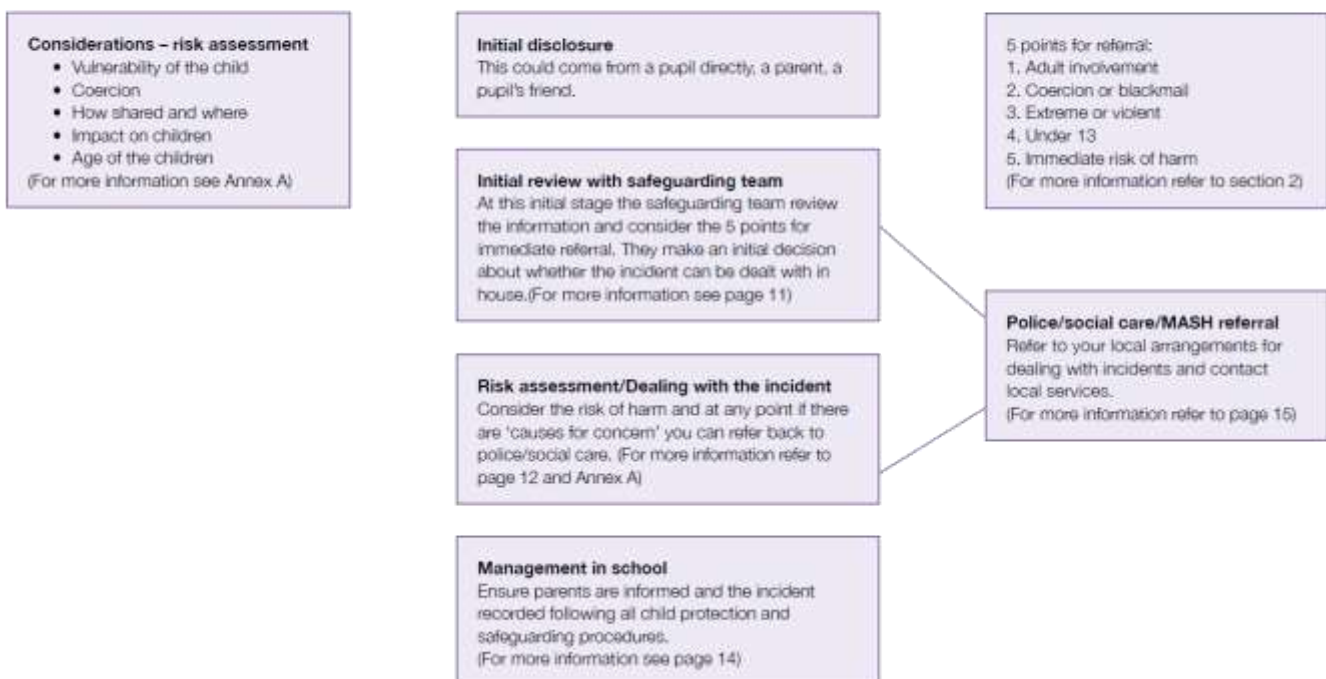 Considerations – risk assessment
• Vulnerability of the child
• Coercion
• How shared and where
• Impact on children
• Age of the children
(For more information see Annex A)
Initial disclosure
This could come from a pupil directly, a parent, a
pupil's friend.
Initial review with safeguarding team
At this initial stage the safeguarding team review
the information and consider the 5 points for
immediate referral. They make an initial decision
about whether the incident can be dealt with in
house.(For more information see page 11)
Risk assessment/Dealing with the incident
Consider the risk of harm and at any point if there
are 'causes for concern' you can refer back to
police/social care. (For more information refer to
page 12 and Annex A)
Management in school
Ensure parents are informed and the incident
recorded following all child protection and
safeguarding procedures.
(For more information see page 14)
5 points for referral:
1. Adult involvement
2. Coercion or blackmail
3. Extreme or violent
4. Under 13
5. Immediate risk of harm
(For more information refer to section 2)
Police/social care/MASH referral
Refer to your local arrangements for
dealing with incidents and contact
local services.
(For more information refer to page 15)